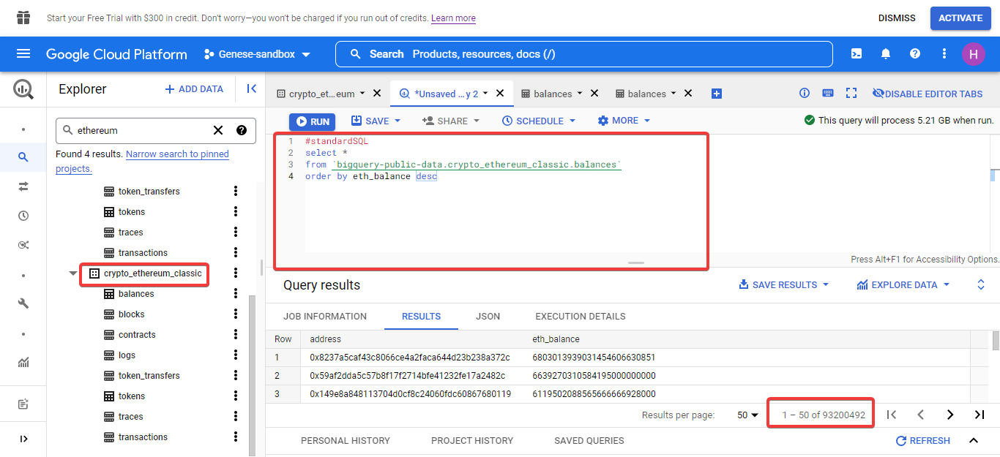 Start your Free Trial with $300 in credit. Don't worry—you won't be charged if you run out of credits. Learn more
DISMISS
ACTIVATE
Google Cloud Platform
Genese-sandbox
Search Products, resources, docs (/)
H
Explorer
+ ADD DATA
crypto_et…eum
*Unsaved …y 2
balances
balances
DISABLE EDITOR TABS
ethereum
Found 4 results. Narrow search to pinned
projects.
token_transfers
tokens
traces
transactions
crypto_ethereum_classic
balances
blocks
contracts
logs
token_transfers
tokens
traces
transactions
RUN
SAVE
SHARE
SCHEDULE
MORE
This query will process 5.21 GB when run.
1 #standardSQL
2 select *
3 from `bigquery-public-data.crypto_ethereum_classic.balances`
4 order by eth_balance desc
Press Alt+F1 for Accessibility Options.
Query results
SAVE RESULTS
EXPLORE DATA
JOB INFORMATION
RESULTS
JSON
EXECUTION DETAILS
Row address eth_balance
1 0x8237a5caf43c8066ce4a2faca644d23b238a372c 6803013939031454606630851
2 0x59af2dda5c57b8f17f2714bfe41232fe17a2482c 6639270310584195000000000
3 0x149e8a848113704d0cf8c24060fdc60867680119 6119502088565666666928000
Results per page: 50 1 – 50 of 93200492
PERSONAL HISTORY
PROJECT HISTORY
SAVED QUERIES
REFRESH